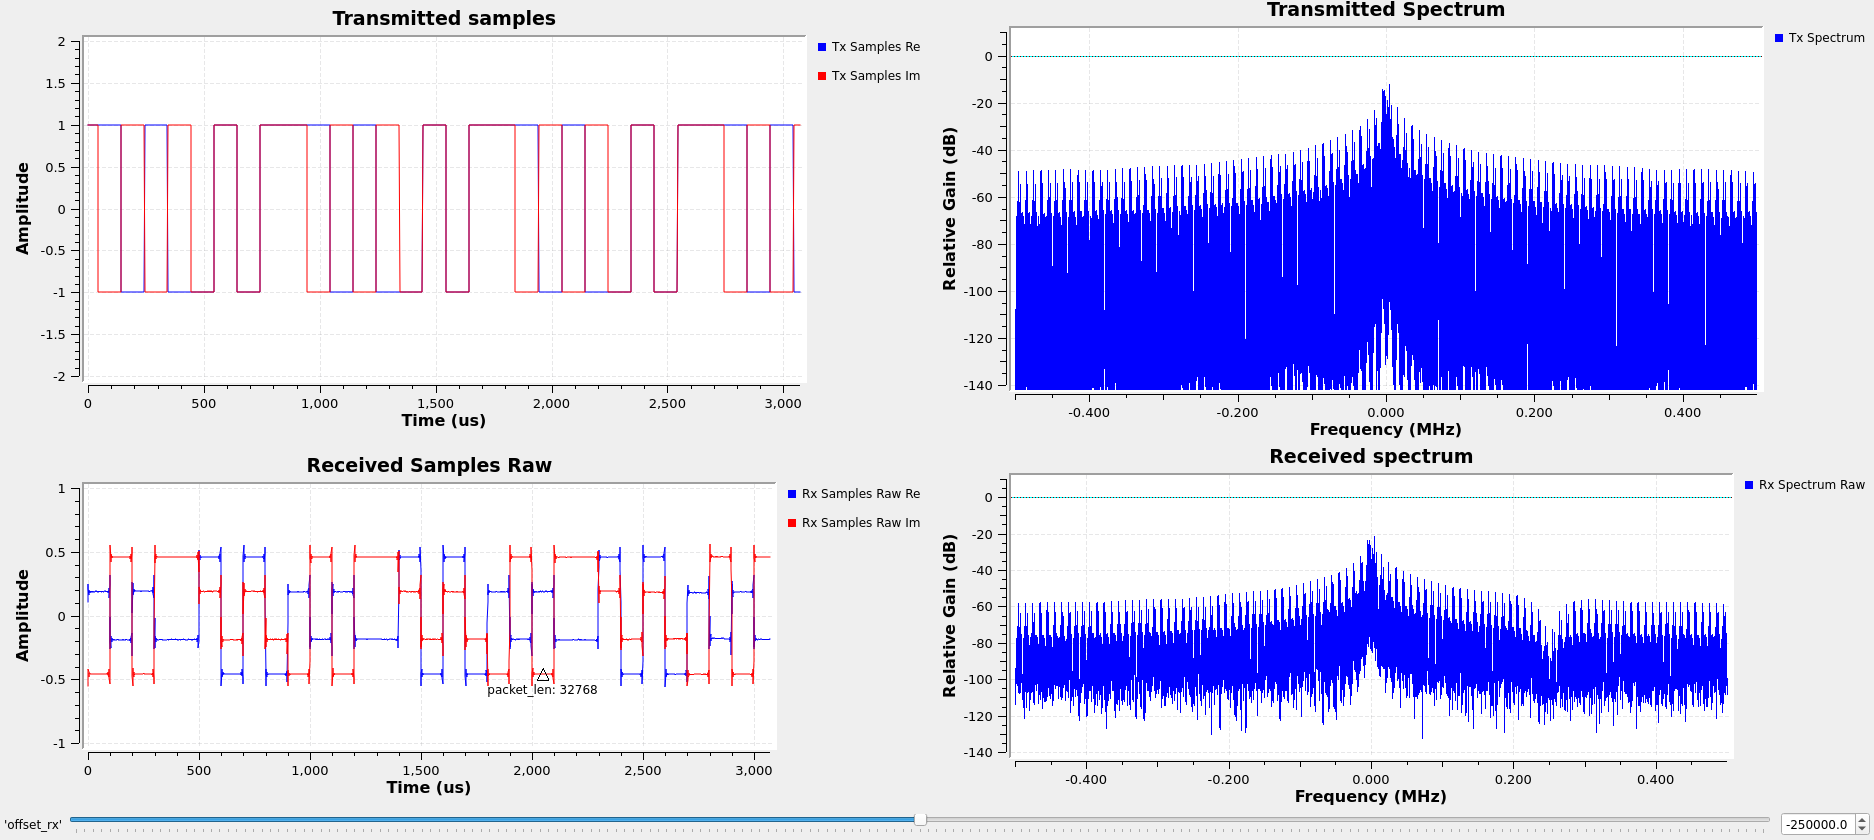 Transmitted samples
2
1.5
1
0.5
0
-0.5
-1
-1.5
-2
Amplitude
0 500 1,000 1,500 2,000 2,500 3,000
Time (us)
Tx Samples Re
Tx Samples Im
Transmitted Spectrum
0
-20
-40
-60
-80
-100
-120
-140
Relative Gain (dB)
-0.400 -0.200 0.000 0.200 0.400
Frequency (MHz)
Tx Spectrum
Received Samples Raw
1
0.5
0
-0.5
-1
Amplitude
packet_len: 32768
0 500 1,000 1,500 2,000 2,500 3,000
Time (us)
Rx Samples Raw Re
Rx Samples Raw Im
Received spectrum
0
-20
-40
-60
-80
-100
-120
-140
Relative Gain (dB)
-0.400 -0.200 0.000 0.200 0.400
Frequency (MHz)
Rx Spectrum Raw
'offset_rx' -250000.0